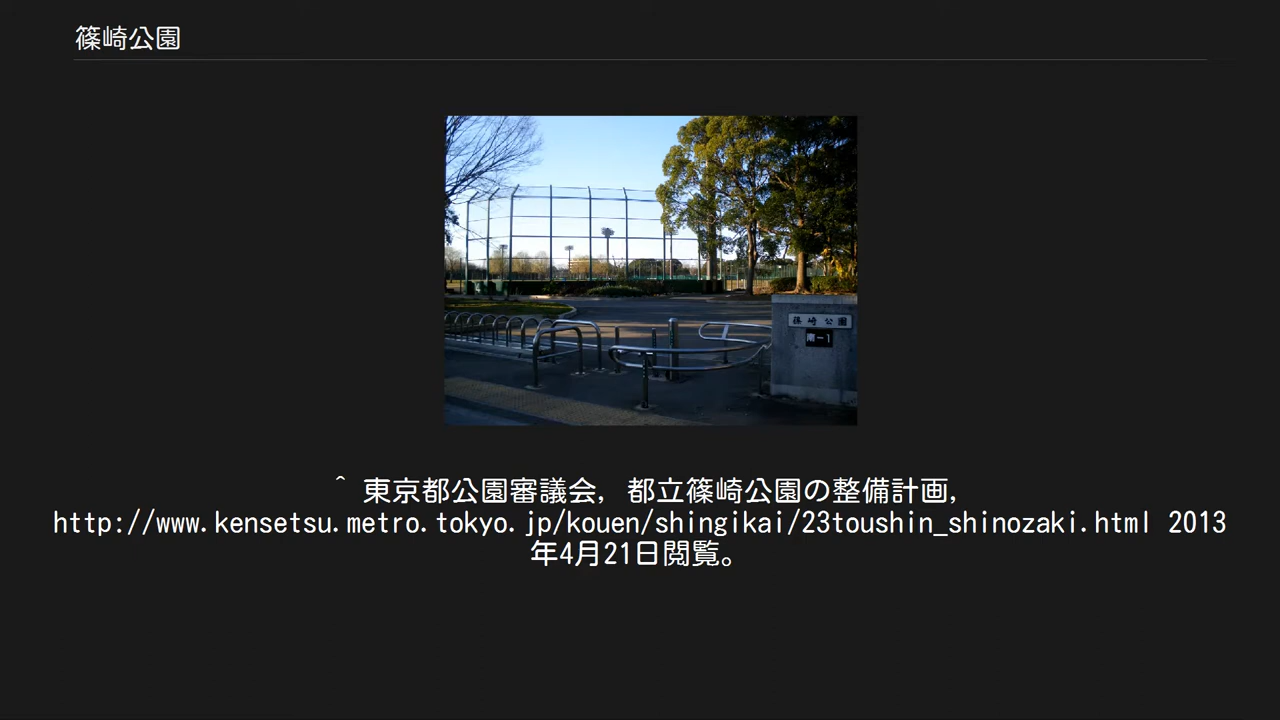 篠崎公園
篠崎公園
南-1
^ 東京都公園審議会, 都立篠崎公園の整備計画,
http://www.kensetsu.metro.tokyo.jp/kouen/shingikai/23toushin_shinozaki.html 2013
年4月21日閲覧。